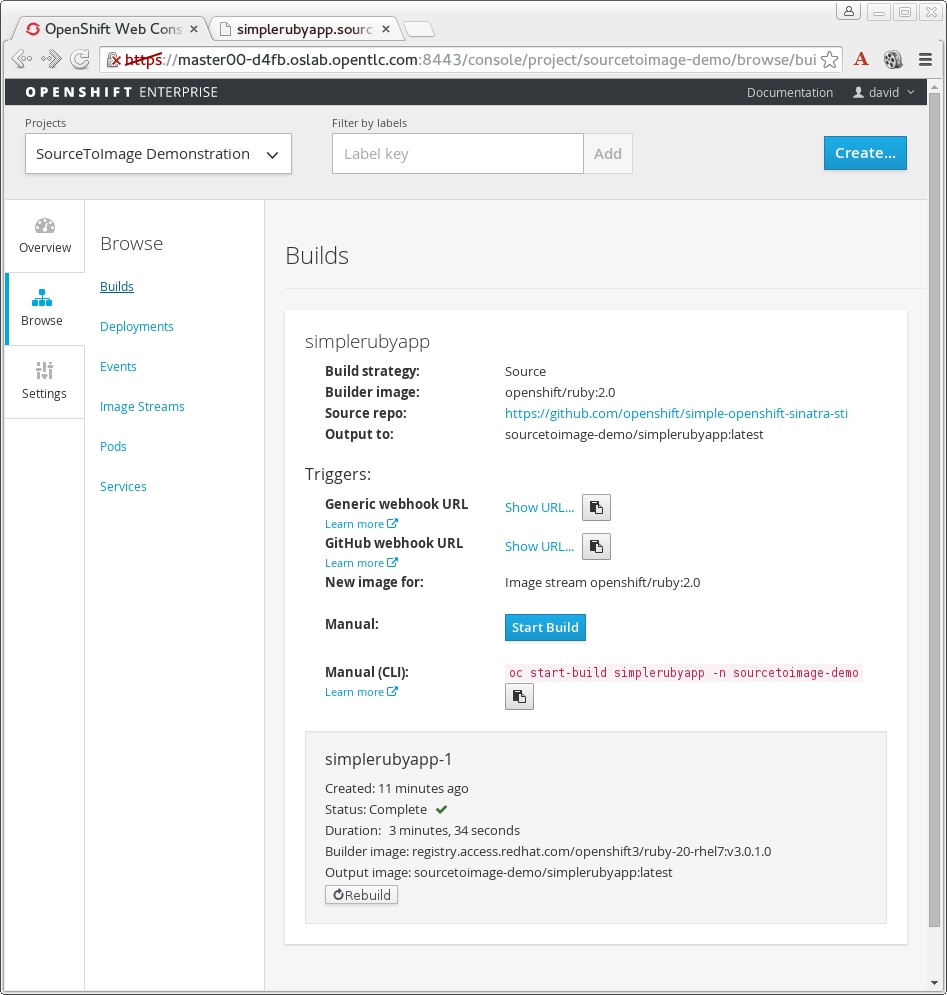 OpenShift Web Cons
simplerubyapp.sourc
https://master00-d4fb.oslab.opentlc.com:8443/console/project/sourcetoimage-demo/browse/bui
OPENSHIFT ENTERPRISE
Documentation
david
Projects
Filter by labels
SourceToImage Demonstration
Label key
Add
Create...
Overview
Browse
Settings
Browse
Builds
Deployments
Events
Image Streams
Pods
Services
Builds
simplerubyapp
Build strategy: Source
Builder image: openshift/ruby:2.0
Source repo: https://github.com/openshift/simple-openshift-sinatra-sti
Output to: sourcetoimage-demo/simplerubyapp:latest
Triggers:
Generic webhook URL Show URL...
Learn more
GitHub webhook URL Show URL...
Learn more
New image for: Image stream openshift/ruby:2.0
Manual: Start Build
Manual (CLI): oc start-build simplerubyapp -n sourcetoimage-demo
Learn more
simplerubyapp-1
Created: 11 minutes ago
Status: Complete
Duration: 3 minutes, 34 seconds
Builder image: registry.access.redhat.com/openshift3/ruby-20-rhel7:v3.0.1.0
Output image: sourcetoimage-demo/simplerubyapp:latest
Rebuild